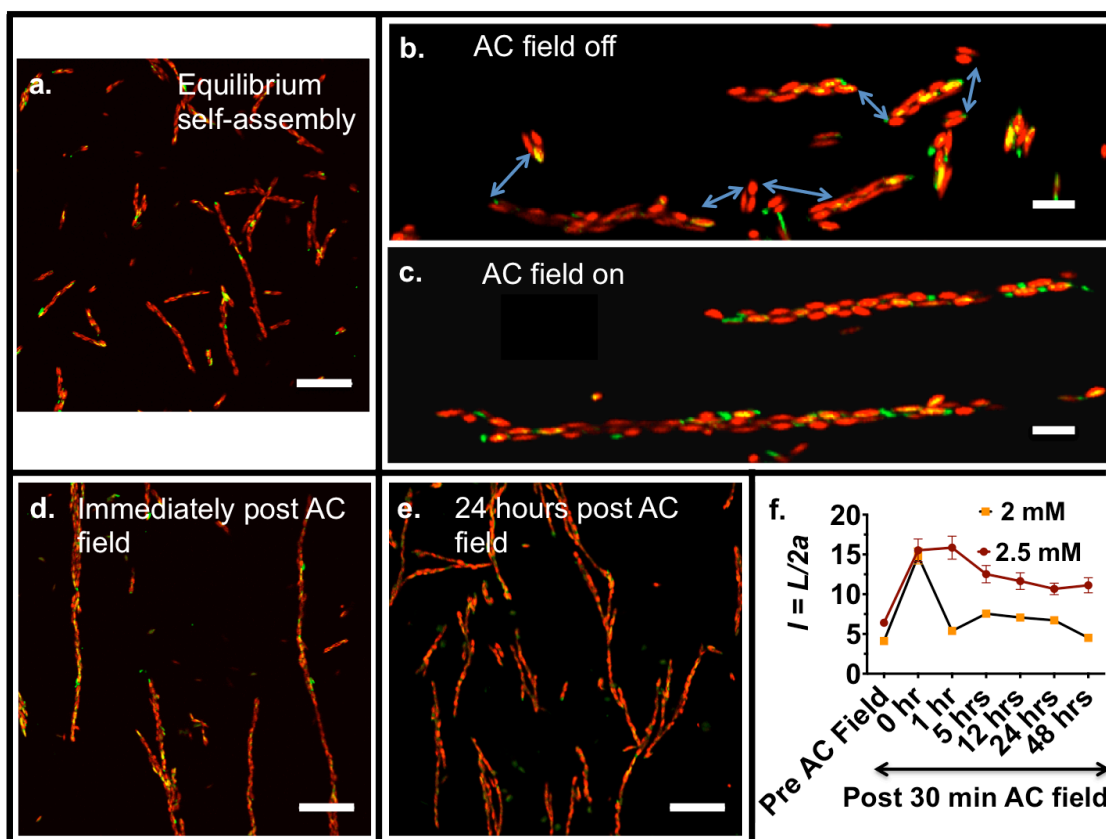 a. Equilibrium
self-assembly
b. AC field off
c. AC field on
d. Immediately post AC
field
e. 24 hours post AC
field
f.
2 mM
2.5 mM
l = L/2a
20
15
10
5
0
Pre AC Field
0 hr
1 hr
5 hrs
12 hrs
24 hrs
48 hrs
Post 30 min AC field